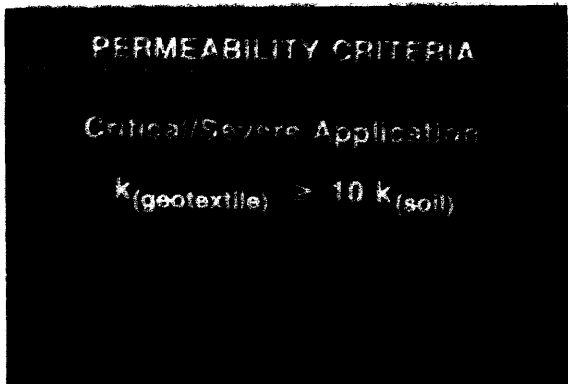 PERMEABILITY CRITERIA
Critical/Severe Application
k(geotextile) > 10 k(soil)